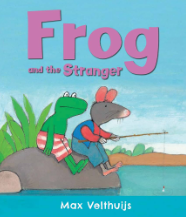 Frog
and the Stranger
Max Velthuijs